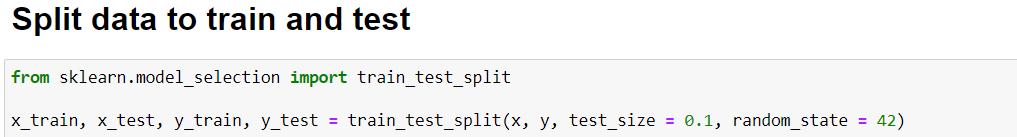 Split data to train and test
from sklearn.model_selection import train_test_split
x_train, x_test, y_train, y_test = train_test_split(x, y, test_size = 0.1, random_state = 42)